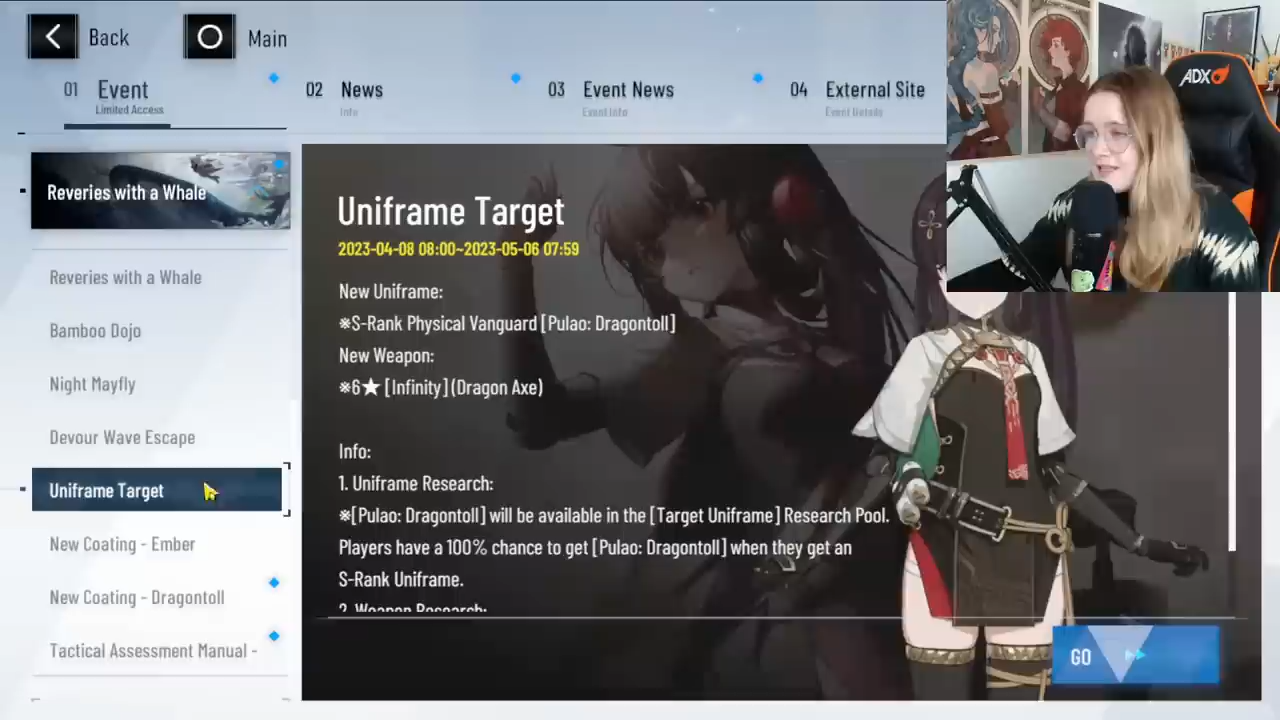 Back
Main
01 Event
Limited Access
02 News
Info
03 Event News
Event Info
04 External Site
Event Details
ADX
Reveries with a Whale
Reveries with a Whale
Bamboo Dojo
Night Mayfly
Devour Wave Escape
Uniframe Target
New Coating - Ember
New Coating - Dragontoll
Tactical Assessment Manual -
Uniframe Target
2023-04-08 08:00~2023-05-06 07:59
New Uniframe:
※S-Rank Physical Vanguard [Pulao: Dragontoll]
New Weapon:
※6★ [Infinity] (Dragon Axe)
Info:
1. Uniframe Research:
※[Pulao: Dragontoll] will be available in the [Target Uniframe] Research Pool.
Players have a 100% chance to get [Pulao: Dragontoll] when they get an
S-Rank Uniframe.
2. Weapon Research:
GO